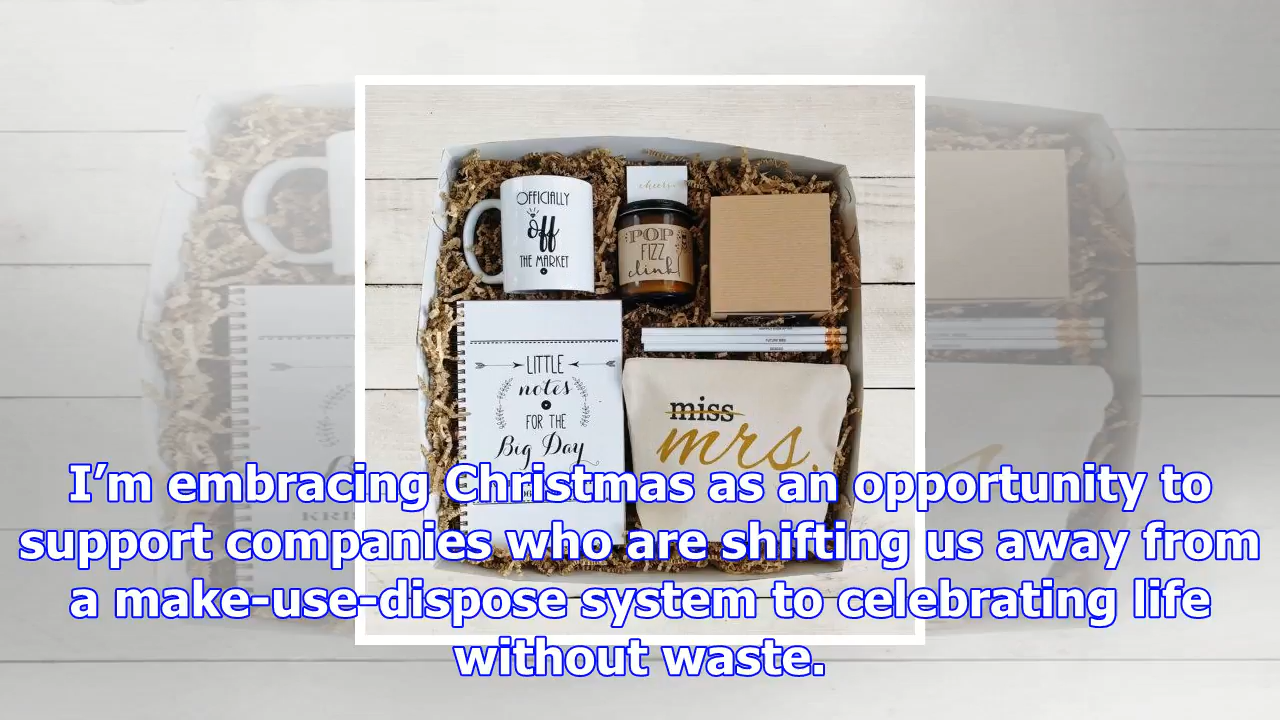 OFFICIALLY
off
THE MARKET
cheers
POP
FIZZ
clink!
LITTLE
notes
FOR THE
Big Day
miss
mrs.
I’m embracing Christmas as an opportunity to
support companies who are shifting us away from
a make-use-dispose system to celebrating life
without waste.